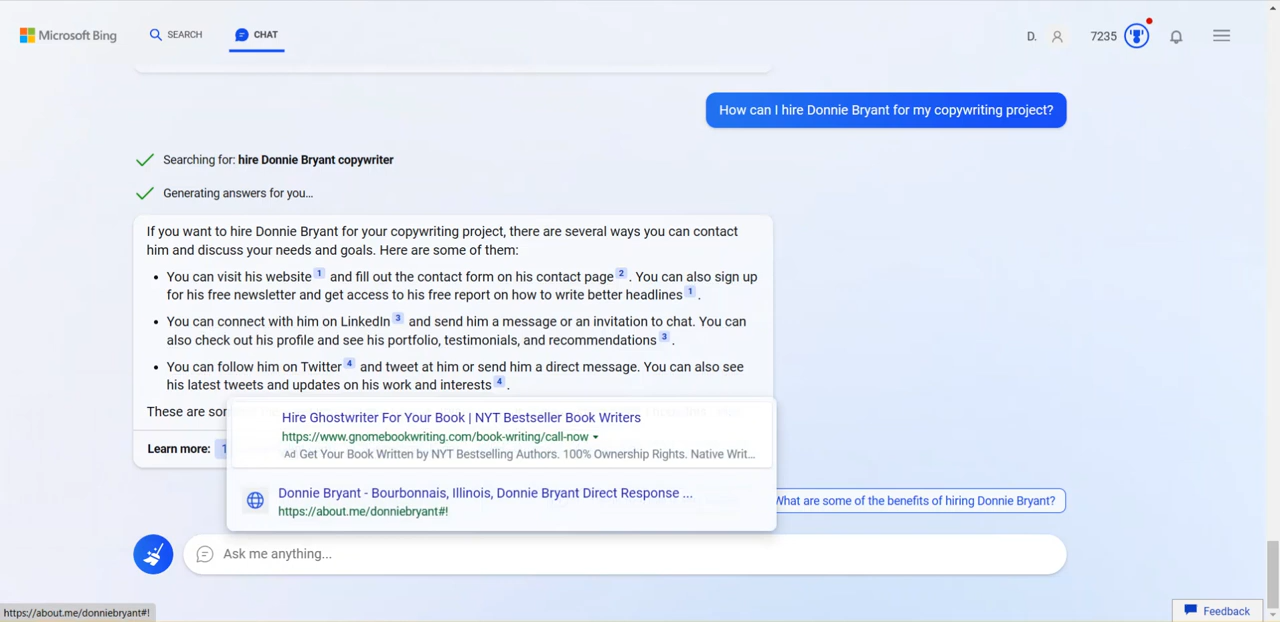 Microsoft Bing
SEARCH
CHAT
D.
7235
How can I hire Donnie Bryant for my copywriting project?
Searching for: hire Donnie Bryant copywriter
Generating answers for you...
If you want to hire Donnie Bryant for your copywriting project, there are several ways you can contact
him and discuss your needs and goals. Here are some of them:
• You can visit his website 1 and fill out the contact form on his contact page 2. You can also sign up
for his free newsletter and get access to his free report on how to write better headlines 1.
• You can connect with him on LinkedIn 3 and send him a message or an invitation to chat. You can
also check out his profile and see his portfolio, testimonials, and recommendations 3.
• You can follow him on Twitter 4 and tweet at him or send him a direct message. You can also see
his latest tweets and updates on his work and interests 4.
These are
Learn more: 1
Hire Ghostwriter For Your Book | NYT Bestseller Book Writers
https://www.gnomebookwriting.com/book-writing/call-now
Ad Get Your Book Written by NYT Bestselling Authors. 100% Ownership Rights. Native Writ...
Donnie Bryant - Bourbonnais, Illinois, Donnie Bryant Direct Response ...
https://about.me/donniebryant#!
What are some of the benefits of hiring Donnie Bryant?
Ask me anything...
https://about.me/donniebryant#!
Feedback